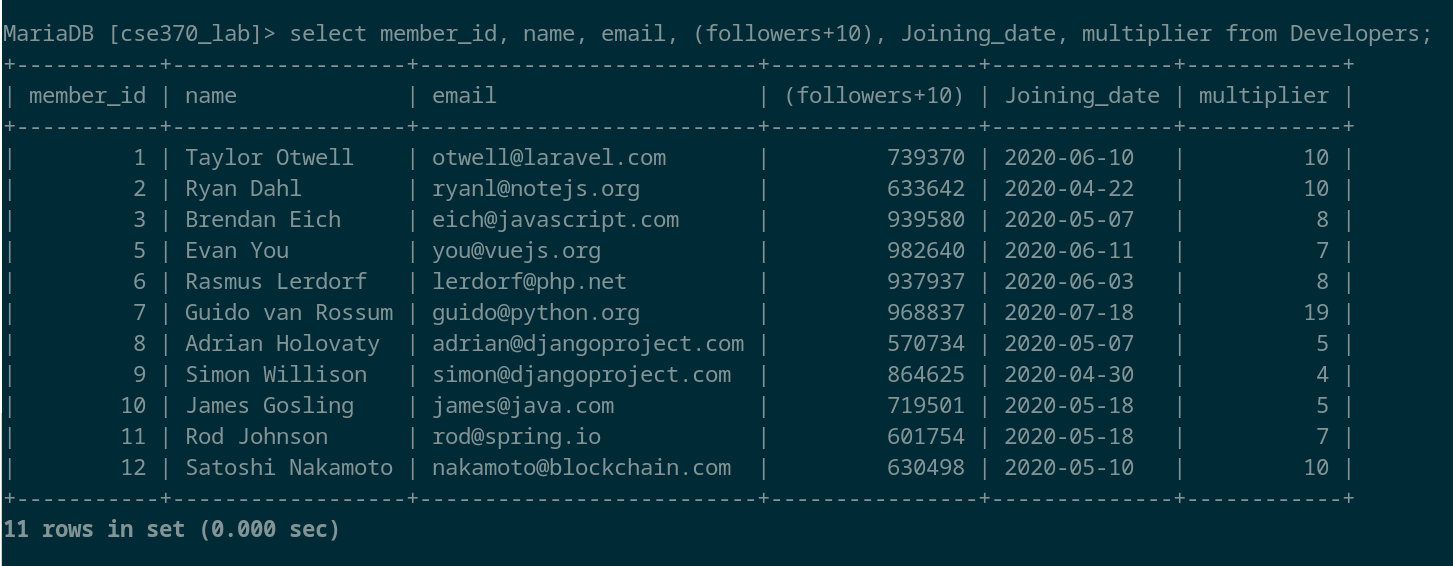 MariaDB [cse370_lab]> select member_id, name, email, (followers+10), Joining_date, multiplier from Developers;
+-----------+------------------+--------------------------+----------------+--------------+------------+
| member_id | name             | email                    | (followers+10) | Joining_date | multiplier |
+-----------+------------------+--------------------------+----------------+--------------+------------+
|         1 | Taylor Otwell    | otwell@laravel.com       |         739370 | 2020-06-10   |         10 |
|         2 | Ryan Dahl        | ryanl@notejs.org         |         633642 | 2020-04-22   |         10 |
|         3 | Brendan Eich     | eich@javascript.com      |         939580 | 2020-05-07   |          8 |
|         5 | Evan You         | you@vuejs.org            |         982640 | 2020-06-11   |          7 |
|         6 | Rasmus Lerdorf   | lerdorf@php.net          |         937937 | 2020-06-03   |          8 |
|         7 | Guido van Rossum | guido@python.org         |         968837 | 2020-07-18   |         19 |
|         8 | Adrian Holovaty  | adrian@djangoproject.com |         570734 | 2020-05-07   |          5 |
|         9 | Simon Willison   | simon@djangoproject.com  |         864625 | 2020-04-30   |          4 |
|        10 | James Gosling    | james@java.com           |         719501 | 2020-05-18   |          5 |
|        11 | Rod Johnson      | rod@spring.io            |         601754 | 2020-05-18   |          7 |
|        12 | Satoshi Nakamoto | nakamoto@blockchain.com  |         630498 | 2020-05-10   |         10 |
+-----------+------------------+--------------------------+----------------+--------------+------------+
11 rows in set (0.000 sec)